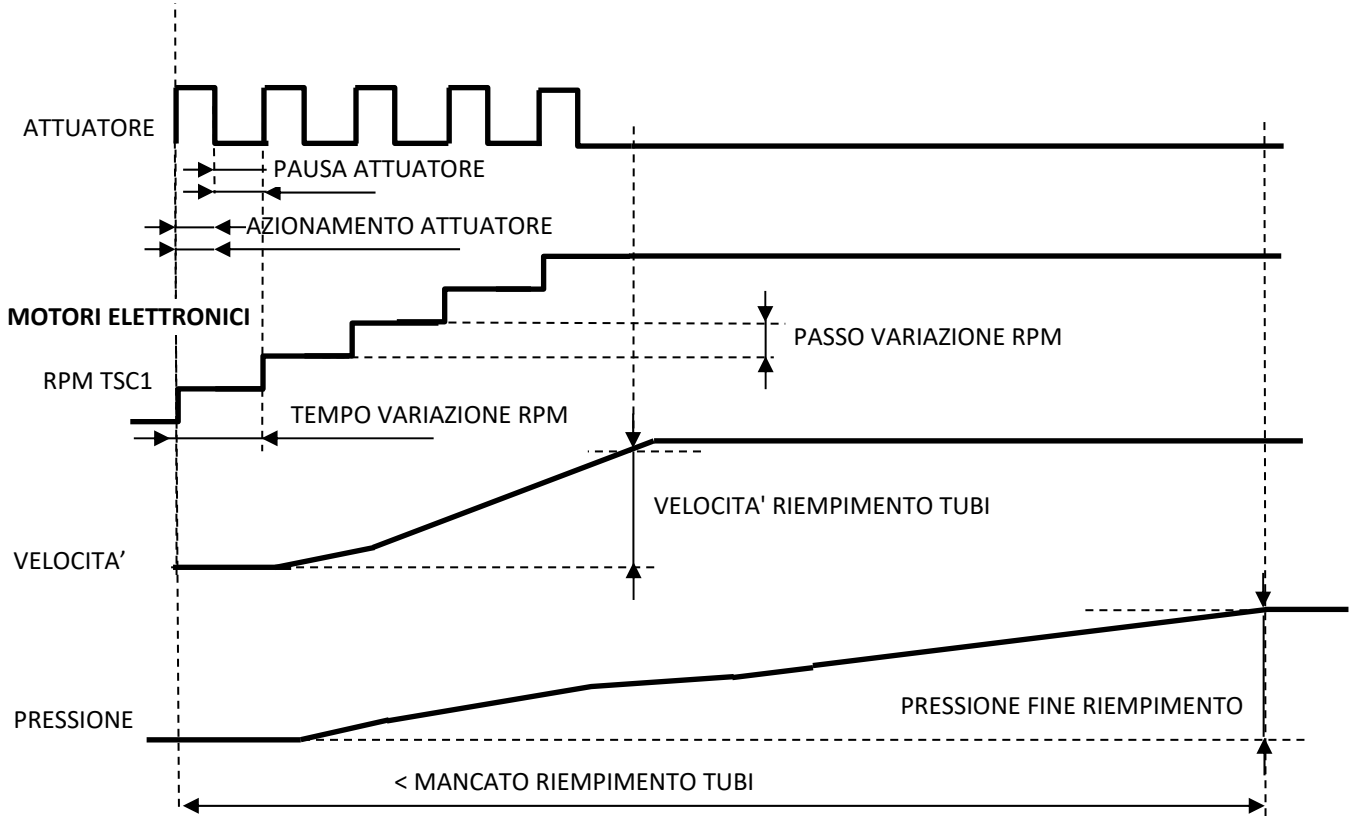 ATTUATORE
PAUSA ATTUATORE
AZIONAMENTO ATTUATORE
MOTORI ELETTRONICI
PASSO VARIAZIONE RPM
RPM TSC1
TEMPO VARIAZIONE RPM
VELOCITA' RIEMPIMENTO TUBI
VELOCITA’
PRESSIONE FINE RIEMPIMENTO
PRESSIONE
< MANCATO RIEMPIMENTO TUBI